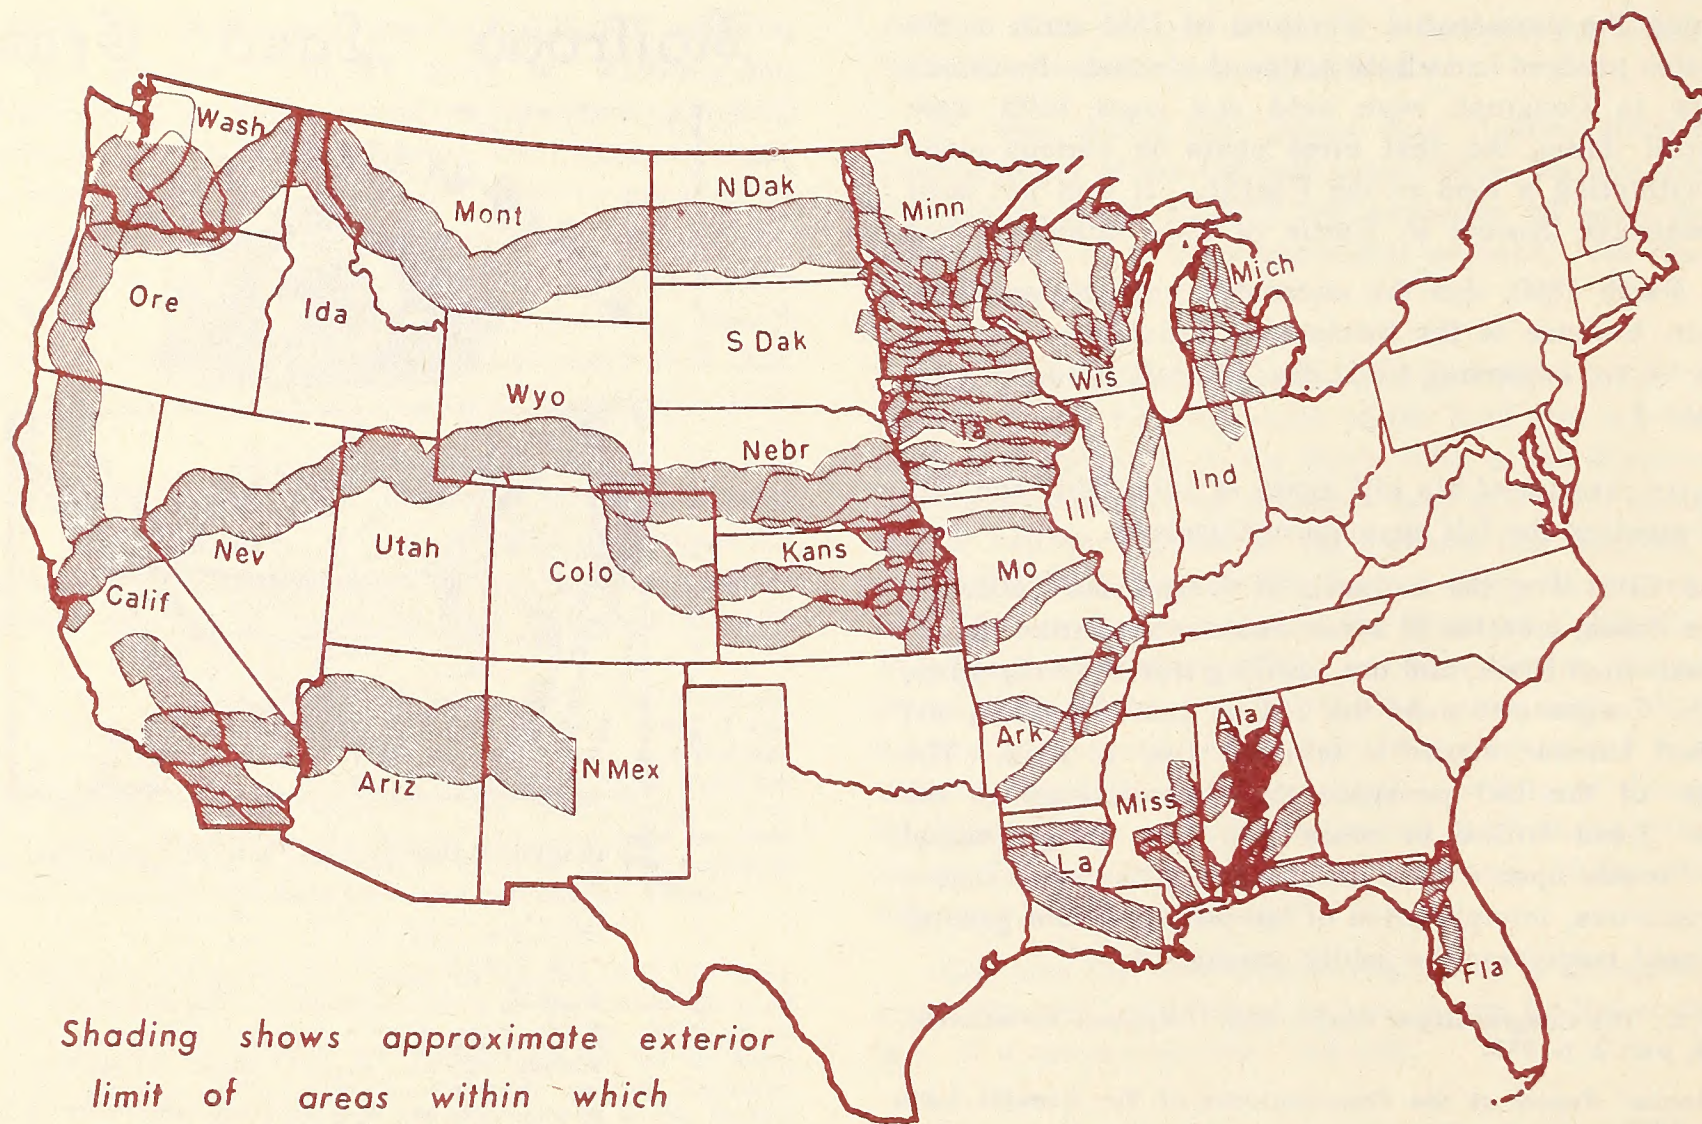 Wash
Mont
N Dak
Minn
Mich
Ore
Ida
S Dak
Wis
Wyo
Nebr
Ia
Ind
Ill
Nev
Utah
Colo
Kans
Mo
Calif
Ariz
N Mex
Ark
Ala
Miss
La
Fla
Shading shows approximate exterior
limit of areas within which